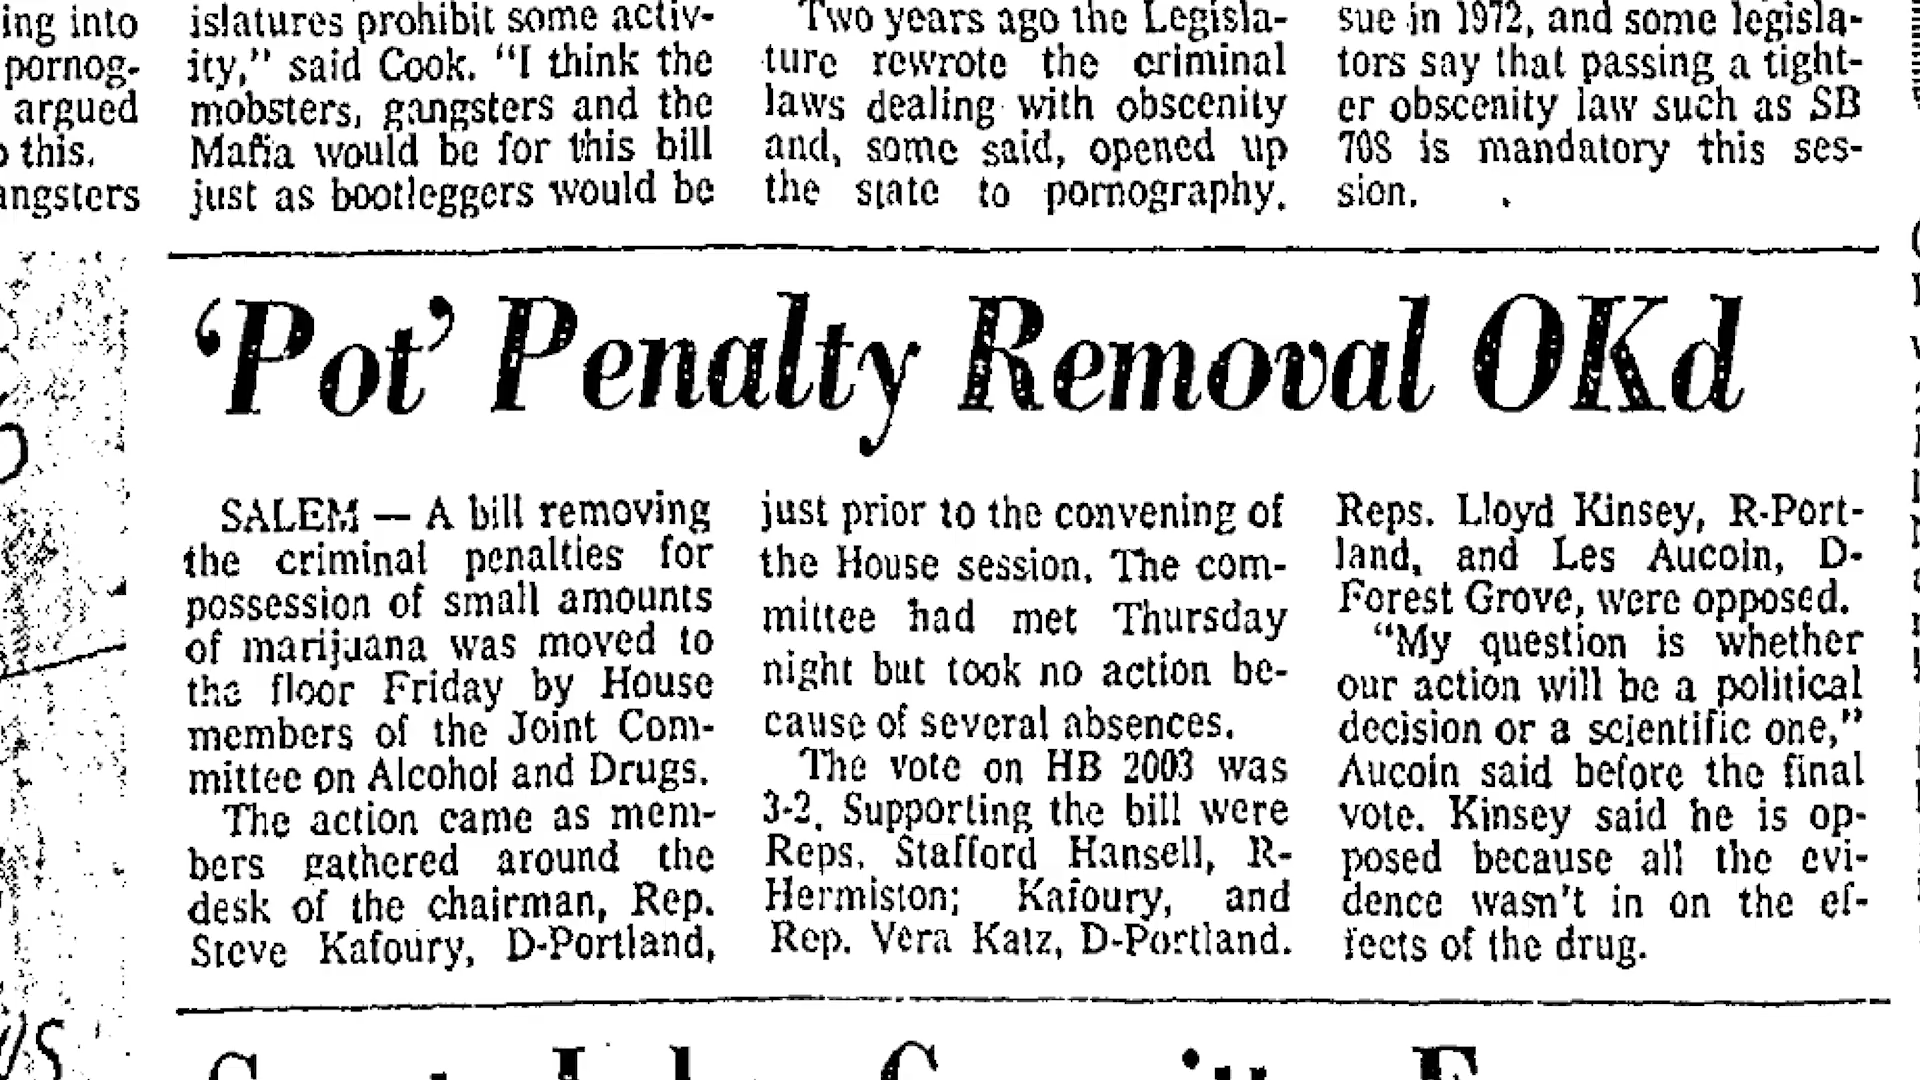 ing into
pornog-
argued
this.
angsters
islatures prohibit some activ-
ity," said Cook. "I think the
mobsters, gangsters and the
Mafia would be for this bill
just as bootleggers would be
Two years ago the Legisla-
ture rewrote the criminal
laws dealing with obscenity
and, some said, opened up
the state to pornography.
sue in 1972, and some legisla-
tors say that passing a tight-
er obscenity law such as SB
708 is mandatory this ses-
sion.
'Pot' Penalty Removal OKd
SALEM — A bill removing
the criminal penalties for
possession of small amounts
of marijuana was moved to
the floor Friday by House
members of the Joint Com-
mittee on Alcohol and Drugs.
The action came as mem-
bers gathered around the
desk of the chairman, Rep.
Steve Kafoury, D-Portland,
just prior to the convening of
the House session. The com-
mittee had met Thursday
night but took no action be-
cause of several absences.
The vote on HB 2003 was
3-2. Supporting the bill were
Reps. Stafford Hansell, R-
Hermiston; Kafoury, and
Rep. Vera Katz, D-Portland.
Reps. Lloyd Kinsey, R-Port-
land, and Les Aucoin, D-
Forest Grove, were opposed.
"My question is whether
our action will be a political
decision or a scientific one,"
Aucoin said before the final
vote. Kinsey said he is op-
posed because all the evi-
dence wasn't in on the ef-
fects of the drug.